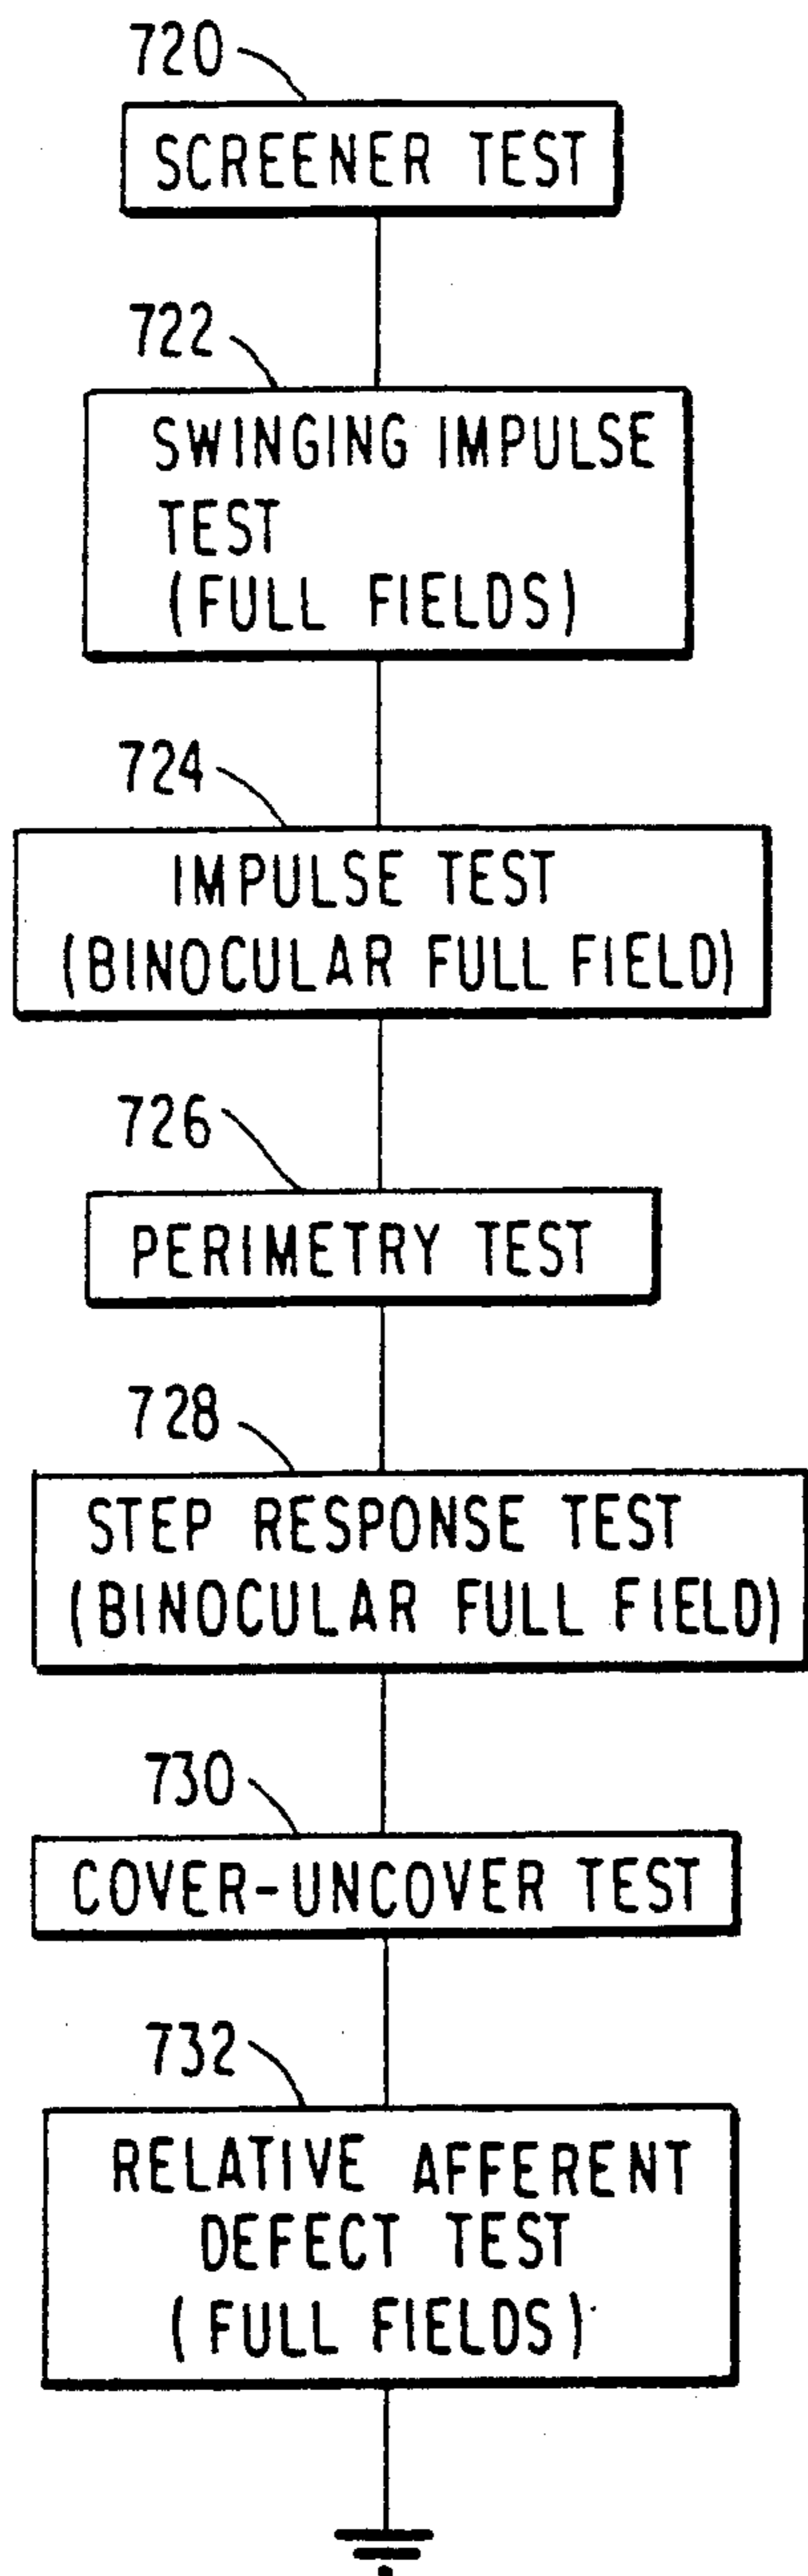 720
SCREENER TEST
722
SWINGING IMPULSE
TEST
(FULL FIELDS)
724
IMPULSE TEST
(BINOCULAR FULL FIELD)
726
PERIMETRY TEST
728
STEP RESPONSE TEST
(BINOCULAR FULL FIELD)
730
COVER-UNCOVER TEST
732
RELATIVE AFFERENT
DEFECT TEST
(FULL FIELDS)